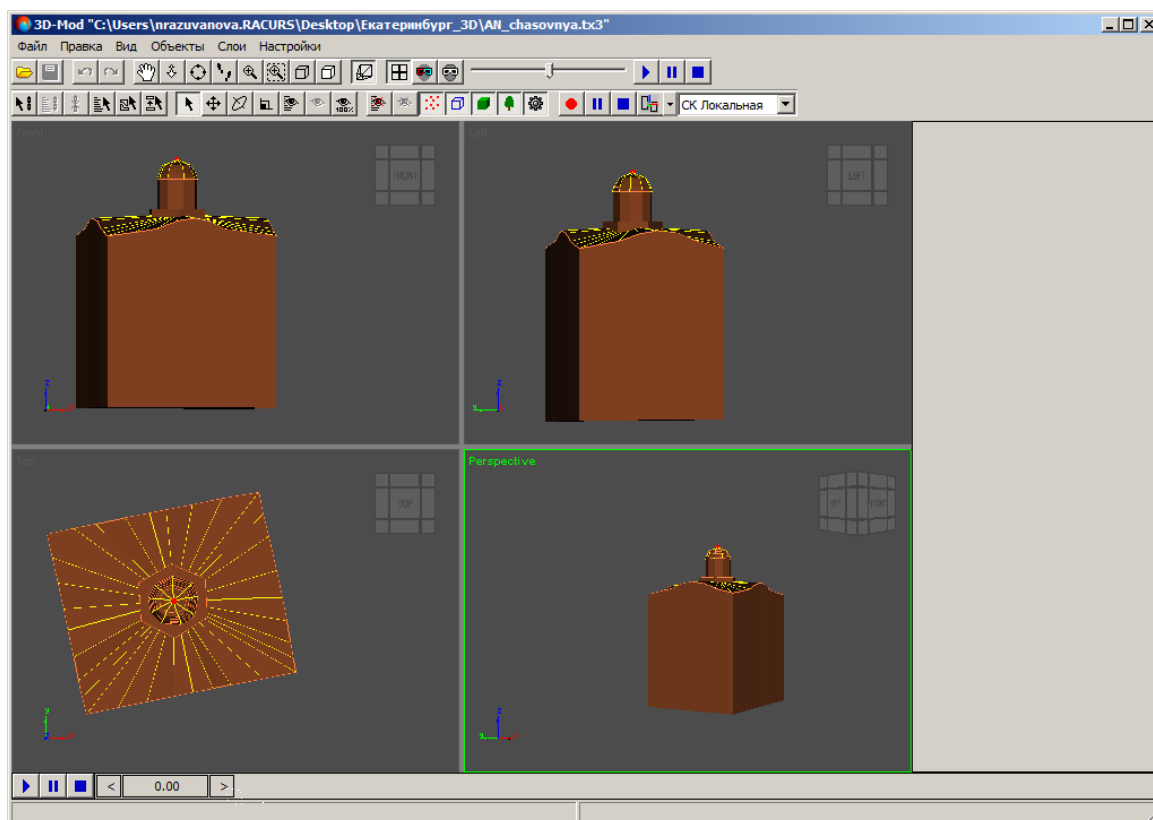 3D-Mod "C:\Users\nrazuvanova.RACURS\Desktop\Екатеринбург_3D\AN_chasovnya.tx3"
Файл Правка Вид Объекты Слои Настройки
100%
СК Локальная
Front
FRONT
Left
LEFT
z
x
z
y
Top
TOP
Perspective
y
z
x
z
y
< 0.00 >